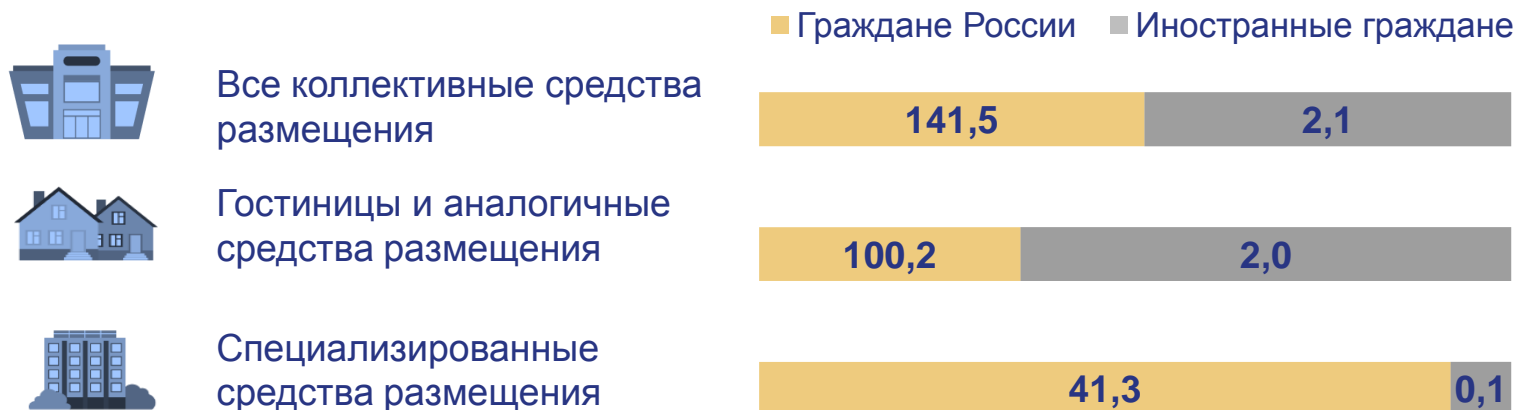 Граждане России Иностранные граждане
Все коллективные средства
размещения
141,5 2,1
Гостиницы и аналогичные
средства размещения
100,2 2,0
Специализированные
средства размещения
41,3 0,1